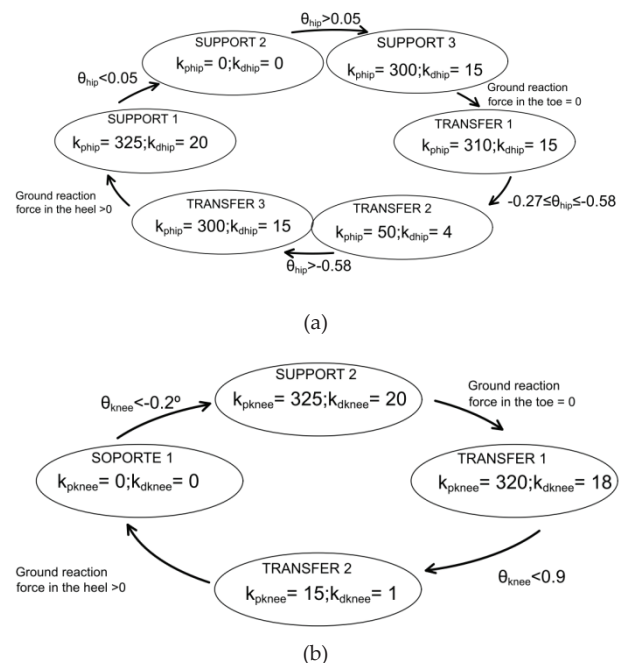 θhip>0.05
SUPPORT 2
kphip= 0;kdhip= 0
SUPPORT 3
kphip= 300;kdhip= 15
θhip<0.05
Ground reaction
force in the toe = 0
SUPPORT 1
kphip= 325;kdhip= 20
TRANSFER 1
kphip= 310;kdhip= 15
Ground reaction
force in the heel >0
TRANSFER 3
kphip= 300;kdhip= 15
TRANSFER 2
kphip= 50;kdhip= 4
-0.27≤θhip≤-0.58
θhip>-0.58
(a)
SUPPORT 2
kpknee= 325;kdknee= 20
θknee<-0.2º
Ground reaction
force in the toe = 0
SOPORTE 1
kpknee= 0;kdknee= 0
TRANSFER 1
kpknee= 320;kdknee= 18
Ground reaction
force in the heel >0
TRANSFER 2
kpknee= 15;kdknee= 1
θknee<0.9
(b)